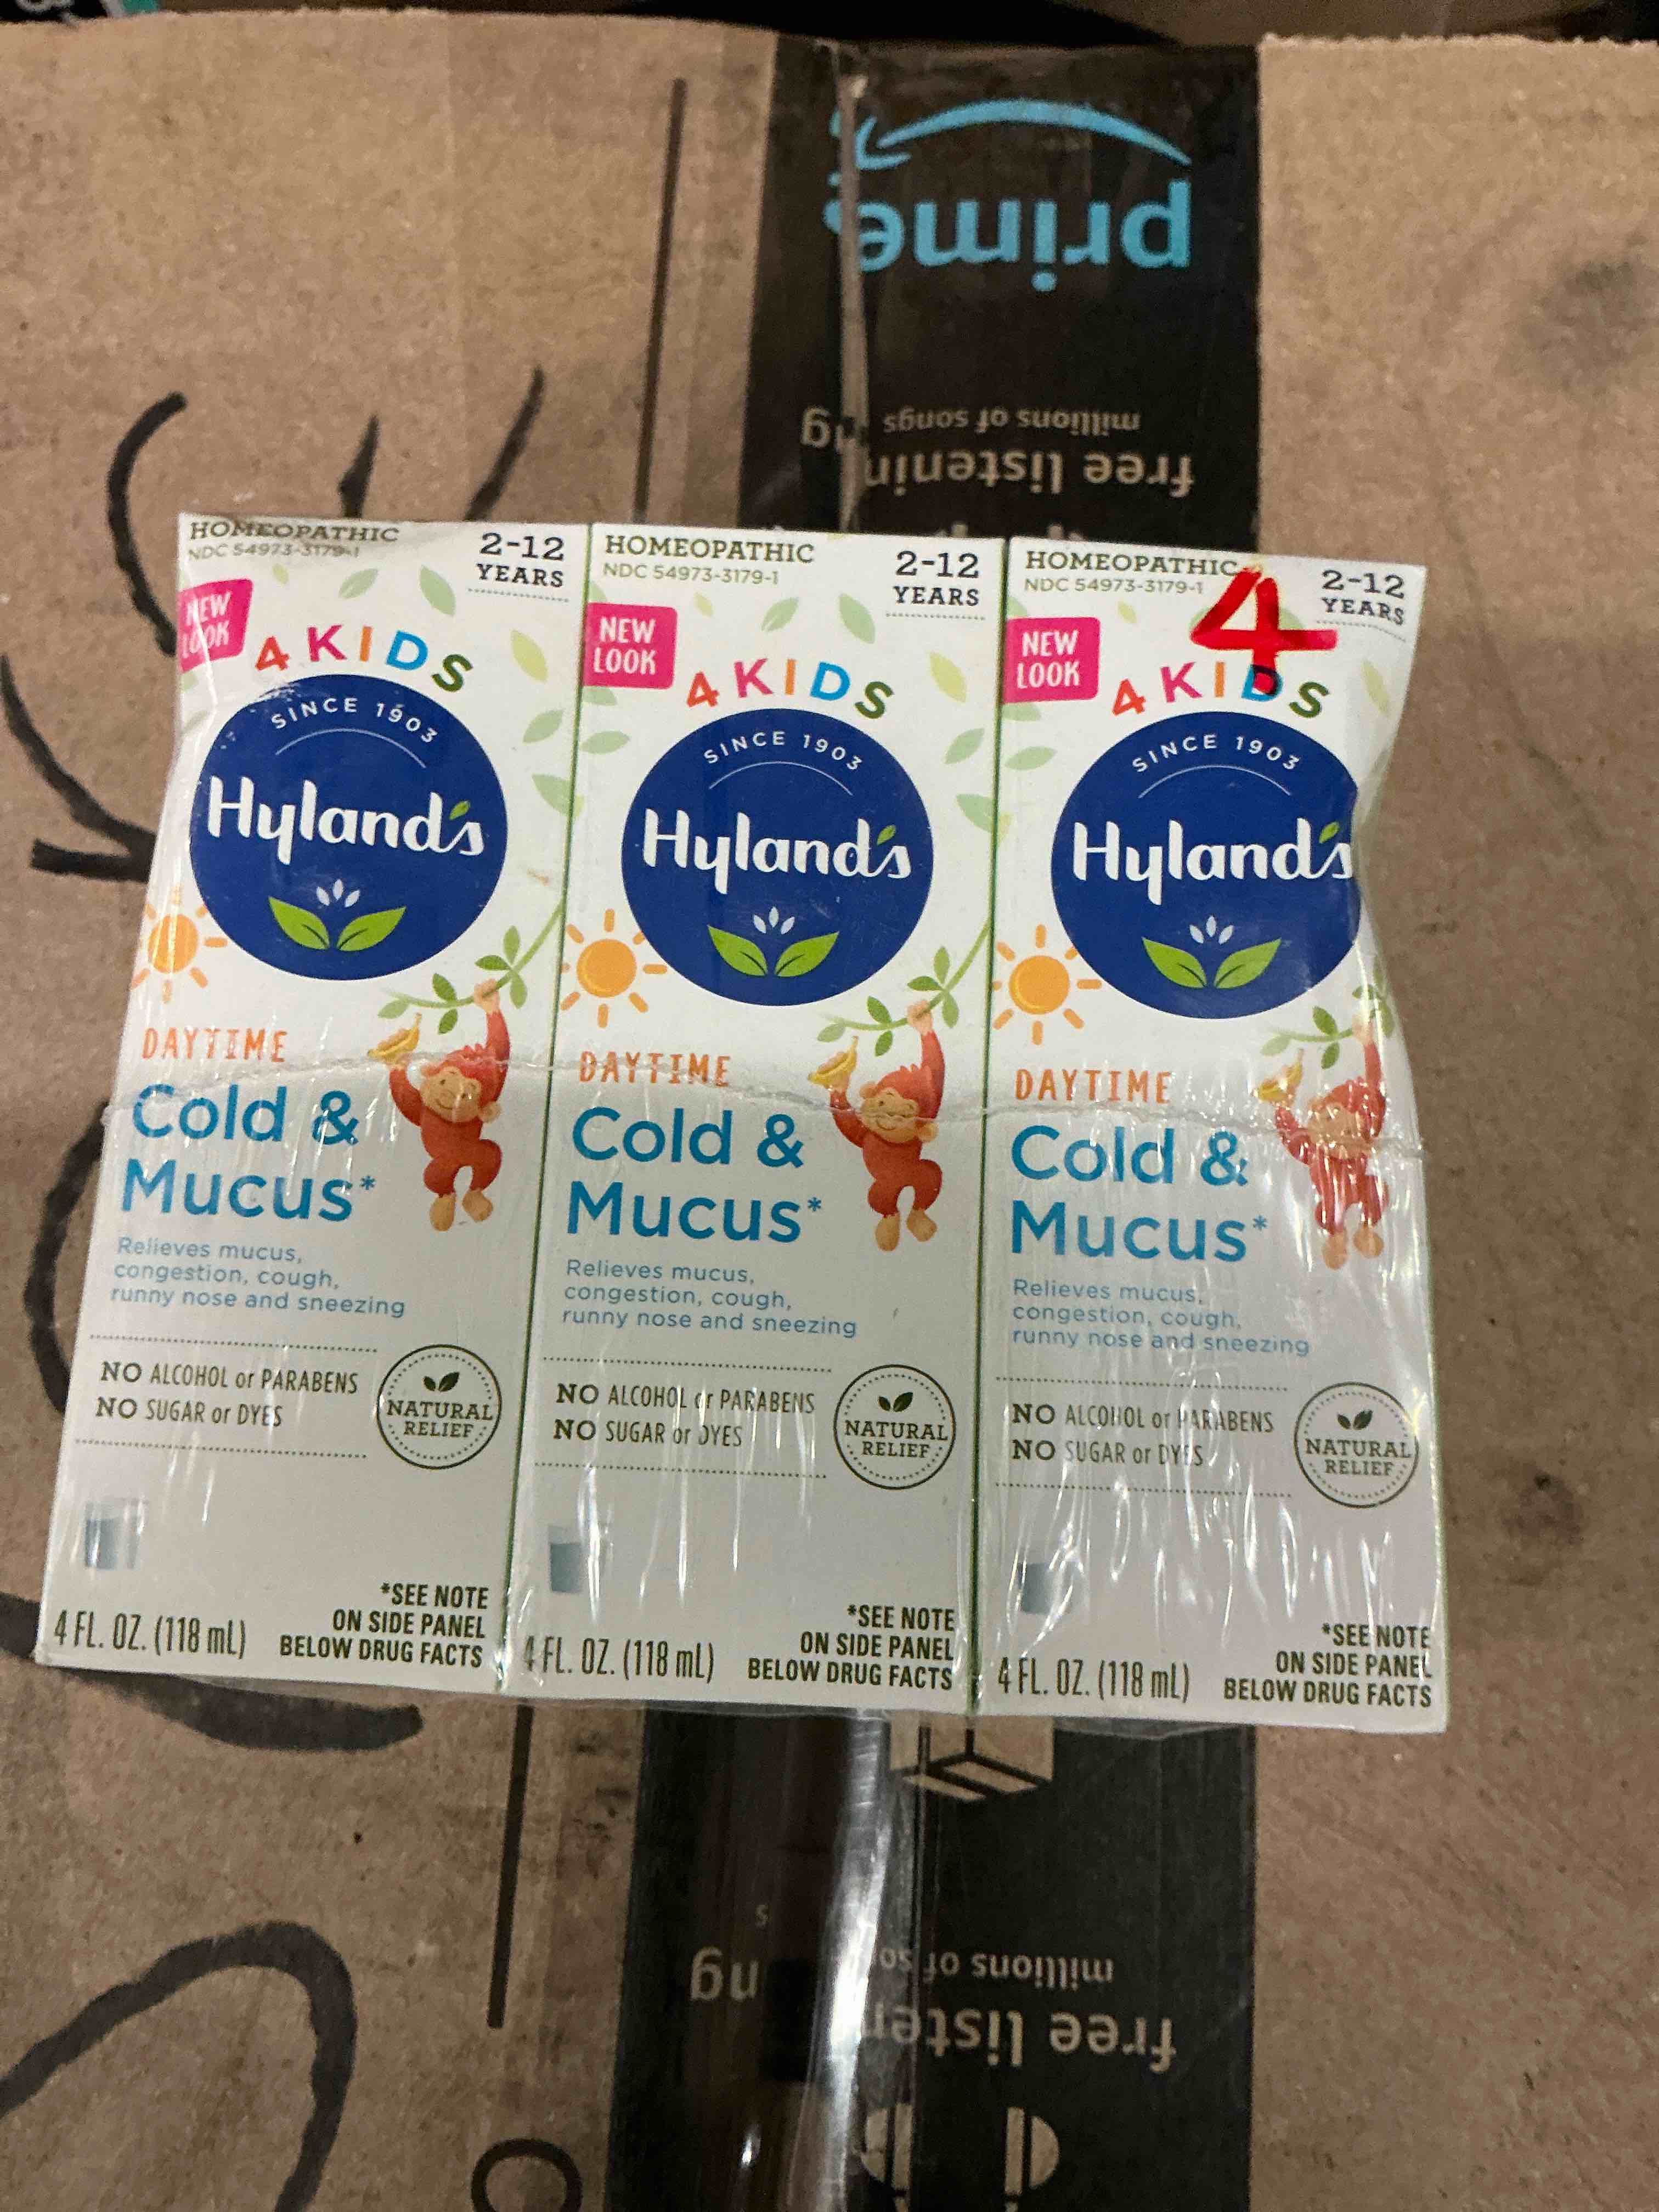 prime
millions of songs
free listening
HOMEOPATHIC
NDC 54973-3179-1
2-12
YEARS
NEW
LOOK
4 KIDS
SINCE 1903
Hyland's
DAYTIME
Cold &
Mucus*
Relieves mucus,
congestion, cough,
runny nose and sneezing
NO ALCOHOL or PARABENS
NO SUGAR or DYES
NATURAL
RELIEF
4 FL. OZ. (118 mL)
*SEE NOTE
ON SIDE PANEL
BELOW DRUG FACTS
HOMEOPATHIC
NDC 54973-3179-1
2-12
YEARS
NEW
LOOK
4 KIDS
SINCE 1903
Hyland's
DAYTIME
Cold &
Mucus*
Relieves mucus,
congestion, cough,
runny nose and sneezing
NO ALCOHOL or PARABENS
NO SUGAR or DYES
NATURAL
RELIEF
4 FL. OZ. (118 mL)
*SEE NOTE
ON SIDE PANEL
BELOW DRUG FACTS
HOMEOPATHIC
NDC 54973-3179-1
4
2-12
YEARS
NEW
LOOK
4 KIDS
SINCE 1903
Hyland's
DAYTIME
Cold &
Mucus*
Relieves mucus,
congestion, cough,
runny nose and sneezing
NO ALCOHOL or PARABENS
NO SUGAR or DYES
NATURAL
RELIEF
4 FL. OZ. (118 mL)
*SEE NOTE
ON SIDE PANEL
BELOW DRUG FACTS
millions of
free